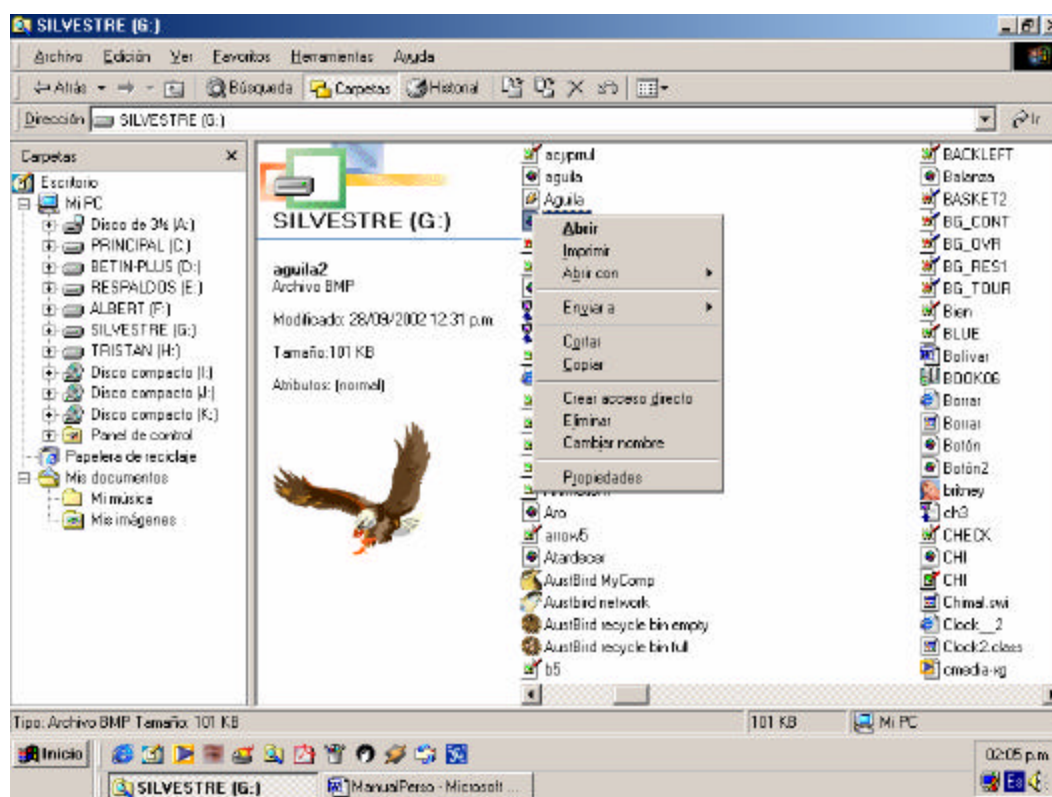 SILVESTRE (G:)
Archivo Edición Ver Favoritos Herramientas Ayuda
Atrás Búsqueda Carpetas Historial
Dirección SILVESTRE (G:) Ir
Carpetas
Escritorio
Mi PC
Disco de 3½ (A:)
PRINCIPAL (C:)
BETIN-PLUS (D:)
RESPALDOS (E:)
ALBERT (F:)
SILVESTRE (G:)
TRISTAN (H:)
Disco compacto (I:)
Disco compacto (J:)
Disco compacto (K:)
Panel de control
Papelera de reciclaje
Mis documentos
Mi música
Mis imágenes
SILVESTRE (G:)
aguila2
Archivo BMP
Modificado: 28/09/2002 12:31 p.m.
Tamaño: 101 KB
Atributos: (normal)
acyprnul
aguila
Aguila
Abrir
Imprimir
Abrir con
Enviar a
Cortar
Copiar
Crear acceso directo
Eliminar
Cambiar nombre
Propiedades
Aro
arrow5
Atardecer
AustBird MyComp
Austbird network
AustBird recycle bin empty
AustBird recycle bin full
b5
BACKLEFT
Balanza
BASKET2
BG_CONT
BG_OVR
BG_RES1
BG_TOUR
Bien
BLUE
Bolivar
BOOK06
Borrar
Borrar
Botón
Botón2
britney
ch3
CHECK
CHI
CHI
Chimal.swi
Clock__2
Clock2.class
cmedia-xg
Tipo: Archivo BMP Tamaño: 101 KB 101 KB Mi PC
Inicio 02:05 p.m.
SILVESTRE (G:) ManualPerso - Microsoft ... Es